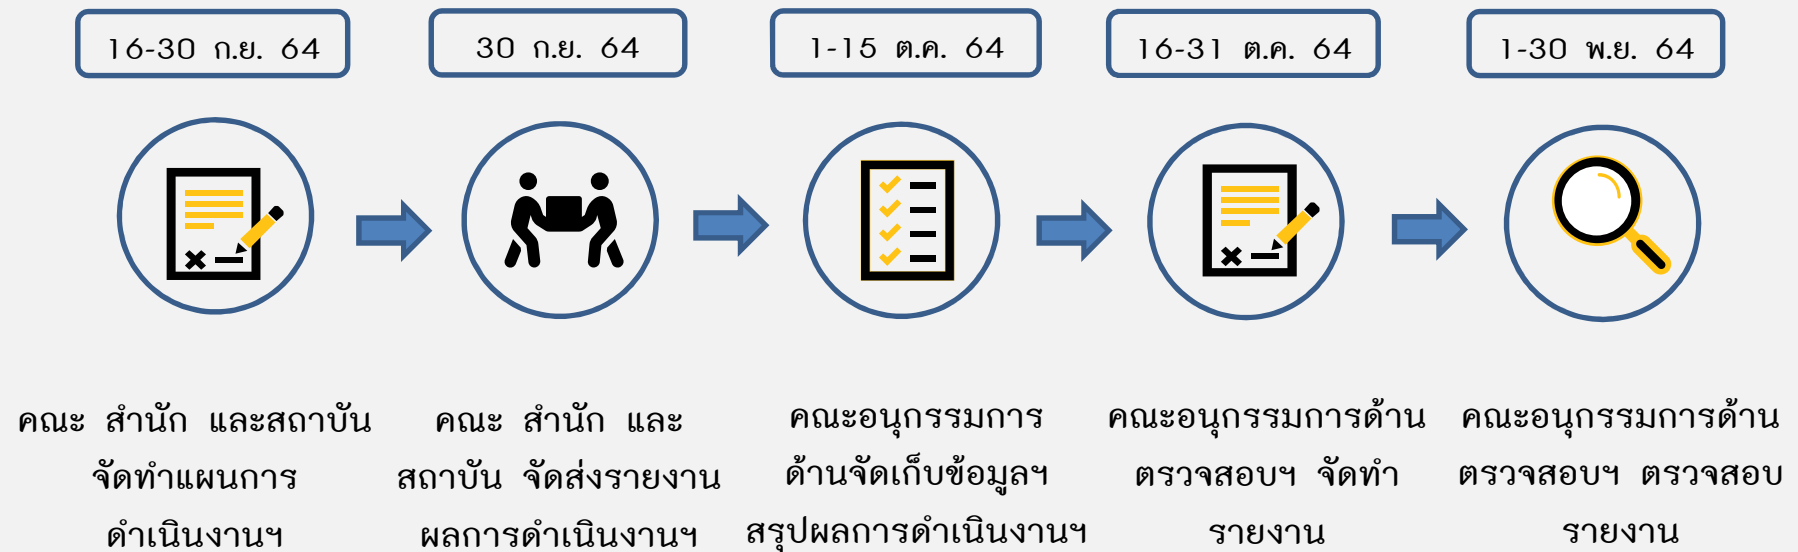 16-30 ก.ย. 64
30 ก.ย. 64
1-15 ต.ค. 64
16-31 ต.ค. 64
1-30 พ.ย. 64
คณะ สำนัก และสถาบัน
จัดทำแผนการ
ดำเนินงานฯ
คณะ สำนัก และ
สถาบัน จัดส่งรายงาน
ผลการดำเนินงานฯ
คณะอนุกรรมการ
ด้านจัดเก็บข้อมูลฯ
สรุปผลการดำเนินงานฯ
คณะอนุกรรมการด้าน
ตรวจสอบฯ จัดทำ
รายงาน
คณะอนุกรรมการด้าน
ตรวจสอบฯ ตรวจสอบ
รายงาน